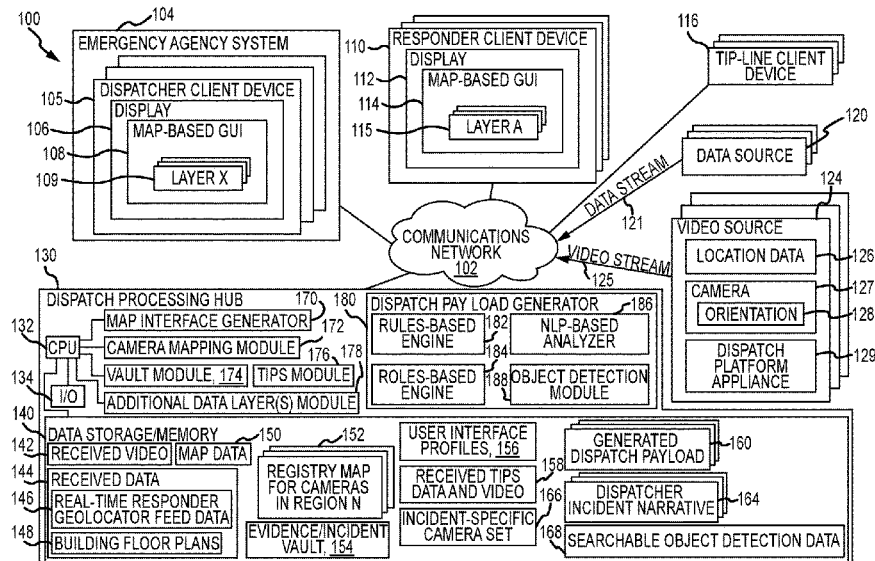 100
104
EMERGENCY AGENCY SYSTEM
105
DISPATCHER CLIENT DEVICE
106
DISPLAY
108
MAP-BASED GUI
109
LAYER X
110
RESPONDER CLIENT DEVICE
112
DISPLAY
114
MAP-BASED GUI
115
LAYER A
116
TIP-LINE CLIENT
DEVICE
120
DATA SOURCE
DATA STREAM
121
COMMUNICATIONS
NETWORK
102
VIDEO STREAM
125
124
VIDEO SOURCE
LOCATION DATA
126
CAMERA
127
ORIENTATION
128
DISPATCH
PLATFORM
APPLIANCE
129
130
DISPATCH PROCESSING HUB
170
MAP INTERFACE GENERATOR
132
CPU
CAMERA MAPPING MODULE
172
VAULT MODULE, 174
176
TIPS MODULE
178
134
I/O
ADDITIONAL DATA LAYER(S) MODULE
180
DISPATCH PAY LOAD GENERATOR
186
RULES-BASED
ENGINE
182
NLP-BASED
ANALYZER
ROLES-BASED
ENGINE
184
188
OBJECT DETECTION
MODULE
140
DATA STORAGE/MEMORY
142
RECEIVED VIDEO
MAP DATA
150
144
RECEIVED DATA
146
REAL-TIME RESPONDER
GEOLOCATOR FEED DATA
148
BUILDING FLOOR PLANS
152
REGISTRY MAP
FOR CAMERAS
IN REGION N
EVIDENCE/INCIDENT
VAULT, 154
USER INTERFACE
PROFILES, 156
158
RECEIVED TIPS
DATA AND VIDEO
166
INCIDENT-SPECIFIC
CAMERA SET
GENERATED
DISPATCH PAYLOAD
160
DISPATCHER
INCIDENT NARRATIVE
164
168
SEARCHABLE OBJECT DETECTION DATA